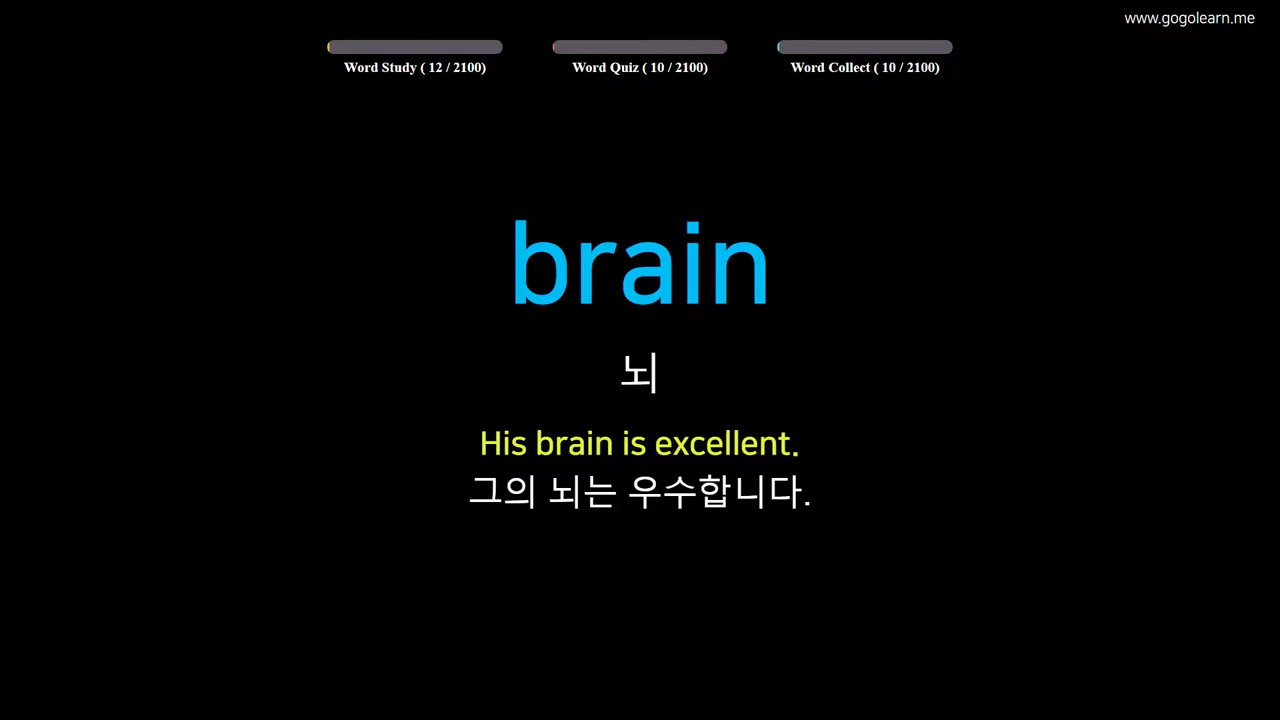 www.gogolearn.me
Word Study ( 12 / 2100)
Word Quiz ( 10 / 2100)
Word Collect ( 10 / 2100)
brain
뇌
His brain is excellent.
그의 뇌는 우수합니다.